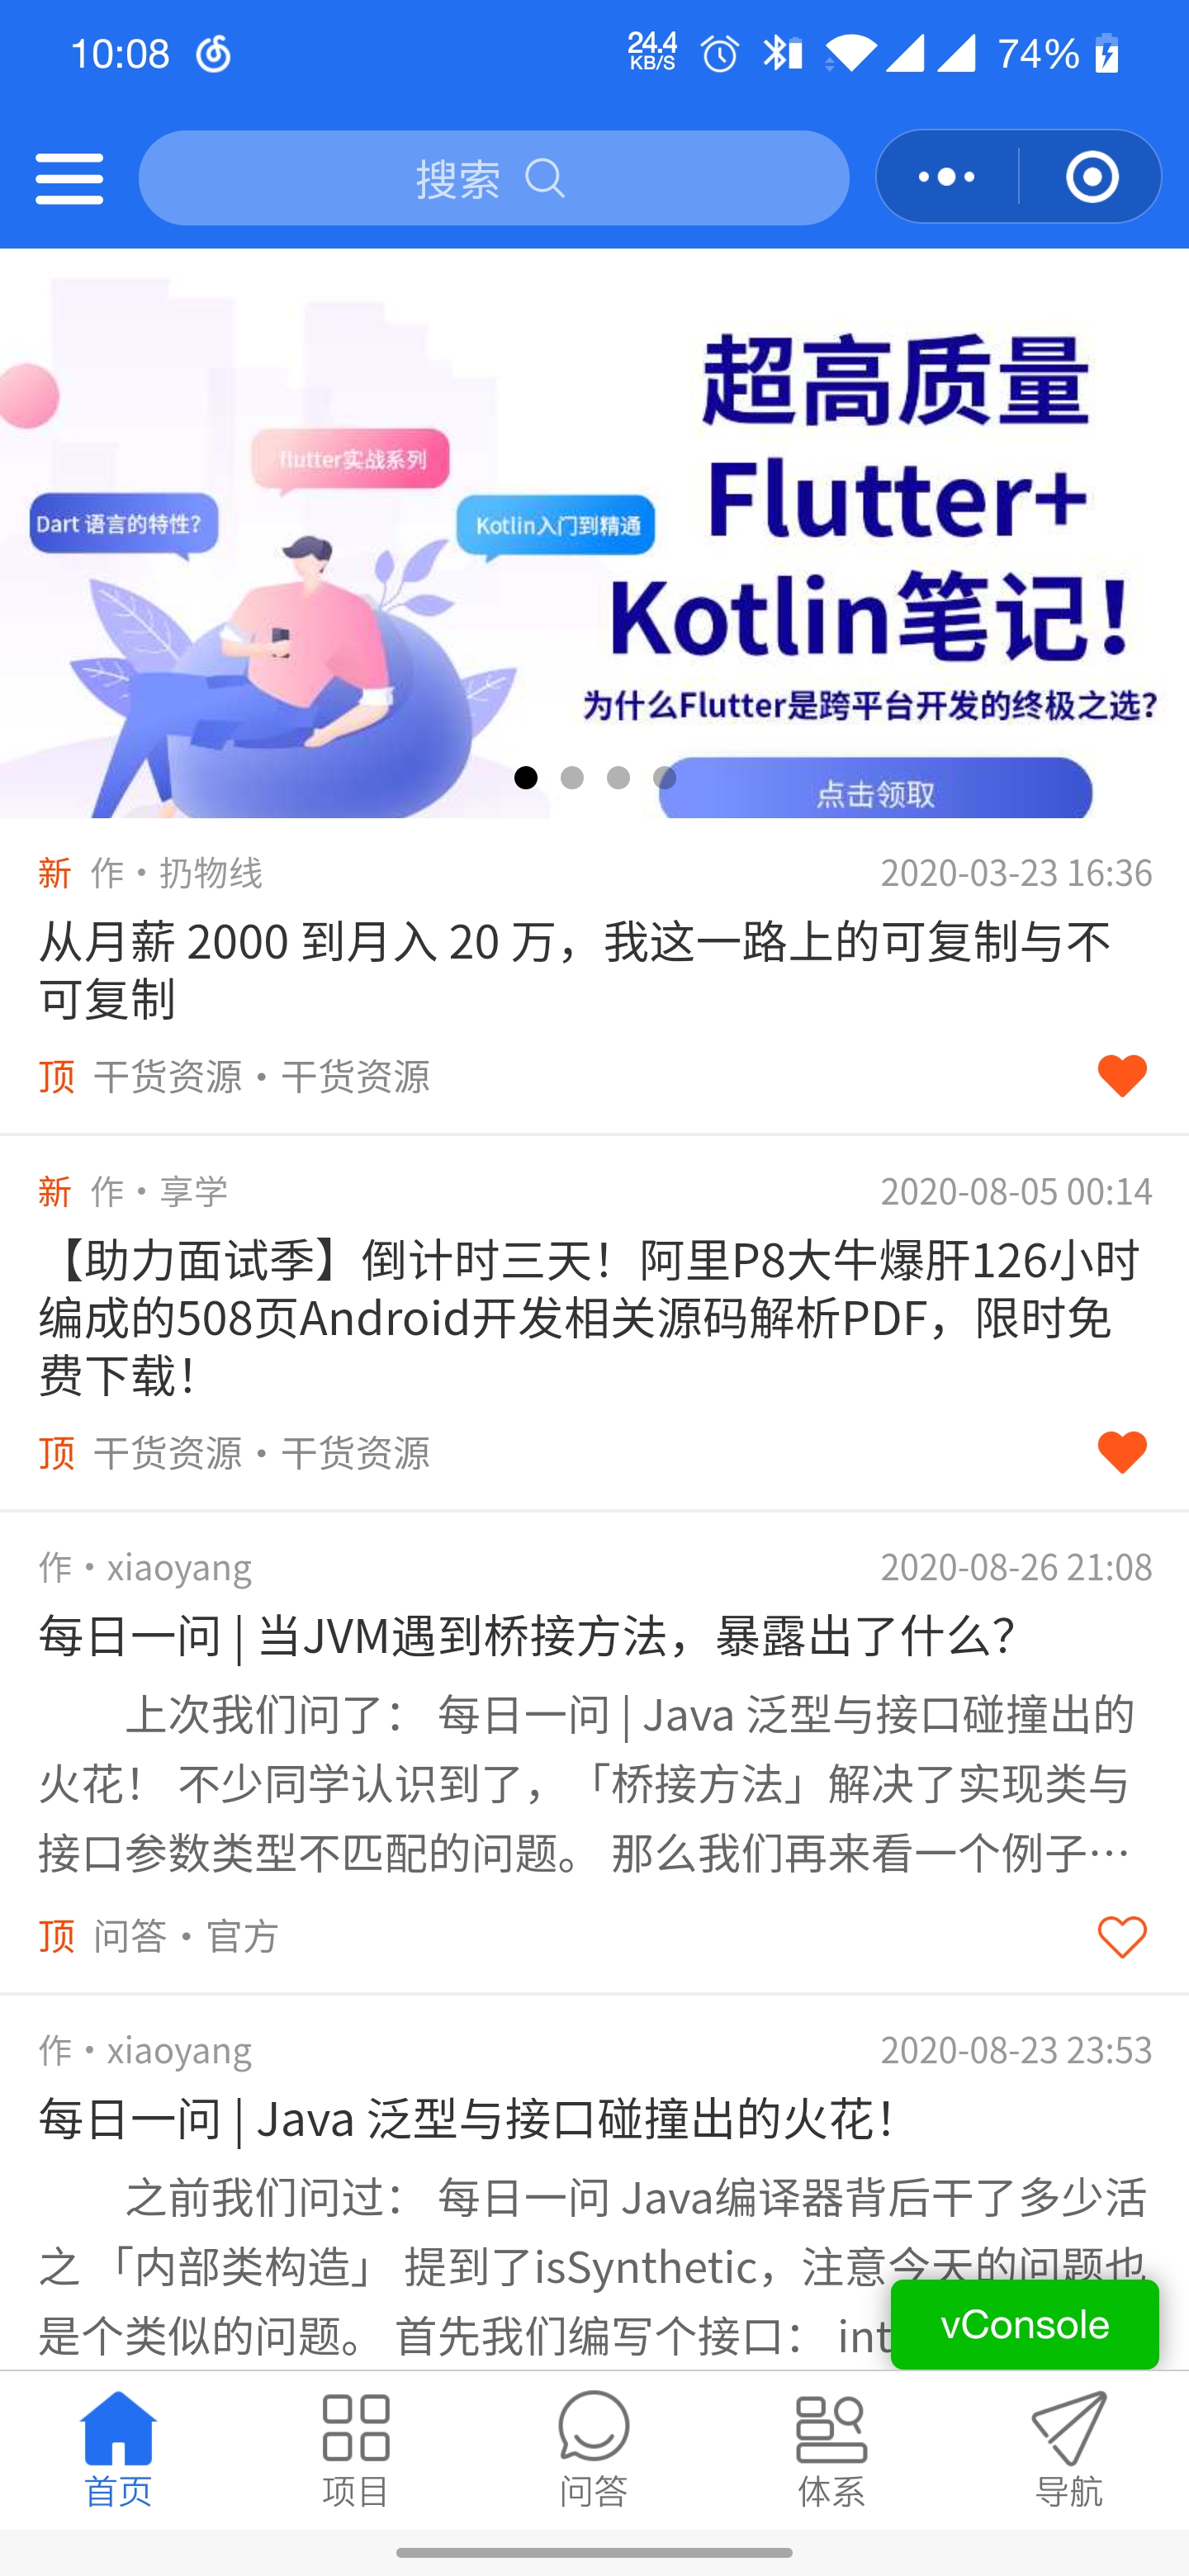 10:08
24.4
KB/S
74%
搜索
超高质量
Flutter+
Kotlin笔记!
为什么Flutter是跨平台开发的终极之选?
点击领取
flutter实战系列
Dart 语言的特性?
Kotlin入门到精通
新 作・扔物线 2020-03-23 16:36
从月薪 2000 到月入 20 万，我这一路上的可复制与不
可复制
顶 干货资源・干货资源
新 作・享学 2020-08-05 00:14
【助力面试季】倒计时三天！阿里P8大牛爆肝126小时
编成的508页Android开发相关源码解析PDF，限时免
费下载！
顶 干货资源・干货资源
作・xiaoyang 2020-08-26 21:08
每日一问 | 当JVM遇到桥接方法，暴露出了什么？
上次我们问了： 每日一问 | Java 泛型与接口碰撞出的
火花！ 不少同学认识到了，「桥接方法」解决了实现类与
接口参数类型不匹配的问题。 那么我们再来看一个例子…
顶 问答・官方
作・xiaoyang 2020-08-23 23:53
每日一问 | Java 泛型与接口碰撞出的火花！
之前我们问过： 每日一问 Java编译器背后干了多少活
之 「内部类构造」 提到了isSynthetic，注意今天的问题也
是个类似的问题。 首先我们编写个接口： int
vConsole
首页 项目 问答 体系 导航